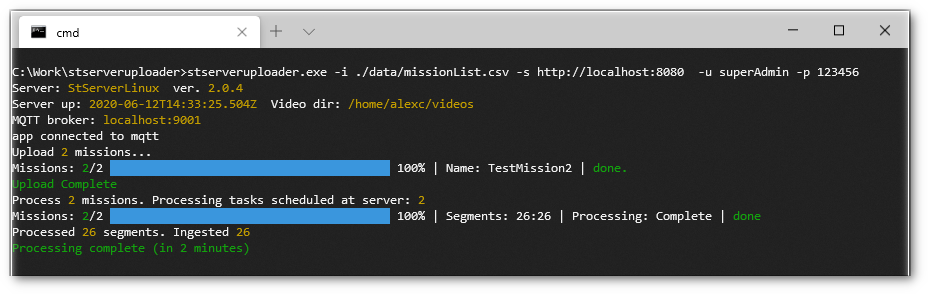 cmd
C:\Work\stserveruploader>stserveruploader.exe -i ./data/missionList.csv -s http://localhost:8080  -u superAdmin -p 123456
Server: StServerLinux  ver. 2.0.4
Server up: 2020-06-12T14:33:25.504Z  Video dir: /home/alexc/videos
MQTT broker: localhost:9001
app connected to mqtt
Upload 2 missions...
Missions: 2/2 100% | Name: TestMission2 | done.
Upload Complete
Process 2 missions. Processing tasks scheduled at server: 2
Missions: 2/2 100% | Segments: 26:26 | Processing: Complete | done
Processed 26 segments. Ingested 26
Processing complete (in 2 minutes)